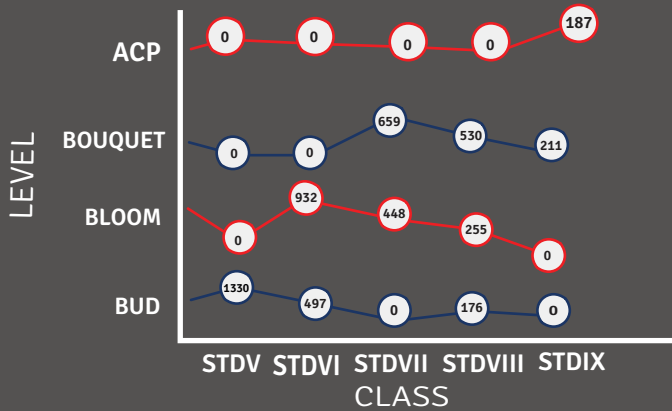 ACP 0 0 0 0 187
BOUQUET 0 0 659 530 211
BLOOM 0 932 448 255 0
BUD 1330 497 0 176 0
LEVEL
STDV STDVI STDVII STDVIII STDIX
CLASS